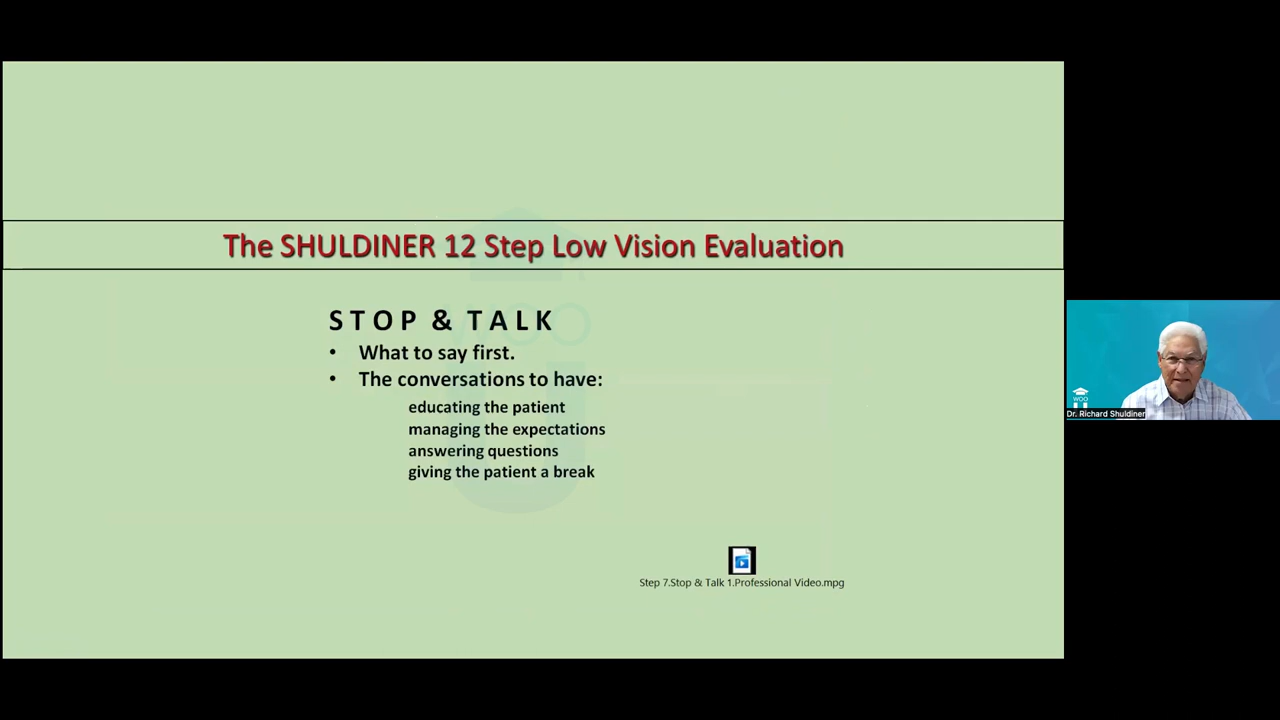 The SHULDINER 12 Step Low Vision Evaluation
STOP & TALK
• What to say first.
• The conversations to have:
educating the patient
managing the expectations
answering questions
giving the patient a break
Step 7.Stop & Talk 1.Professional Video.mpg
WOO
U
WOO
Dr. Richard Shuldiner